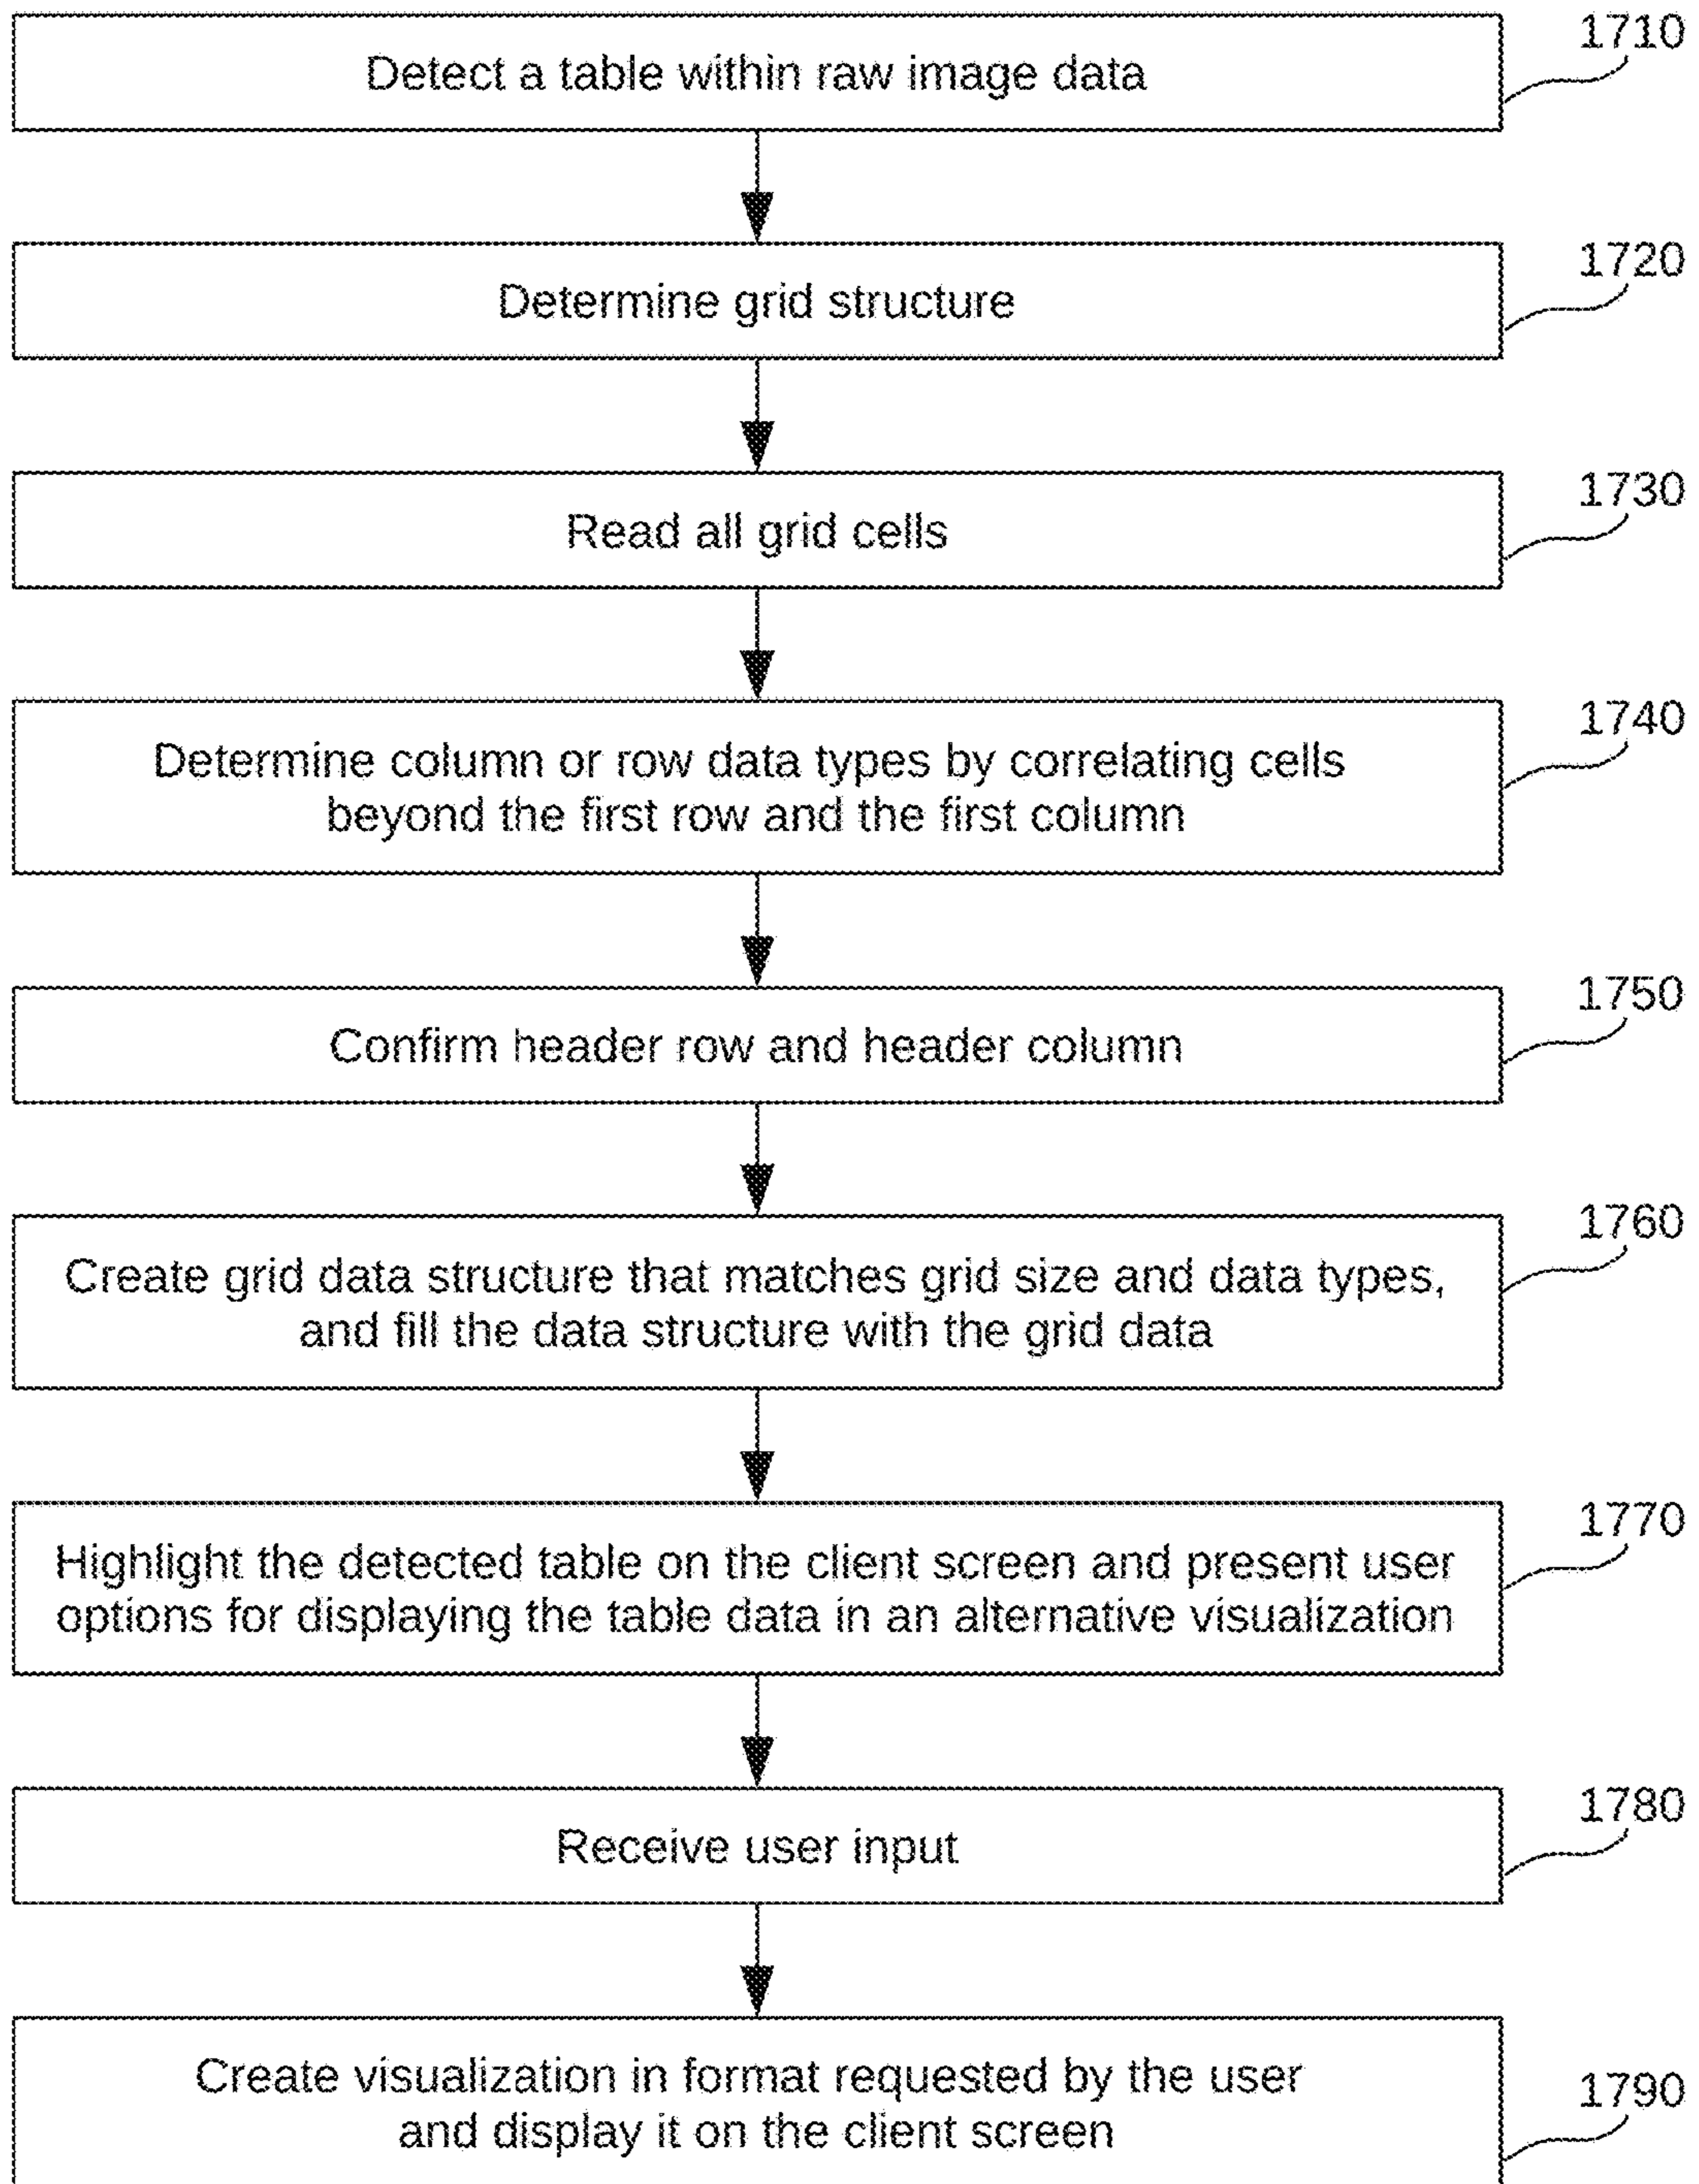 1710
Detect a table within raw image data
1720
Determine grid structure
1730
Read all grid cells
1740
Determine column or row data types by correlating cells
beyond the first row and the first column
1750
Confirm header row and header column
1760
Create grid data structure that matches grid size and data types,
and fill the data structure with the grid data
1770
Highlight the detected table on the client screen and present user
options for displaying the table data in an alternative visualization
1780
Receive user input
1790
Create visualization in format requested by the user
and display it on the client screen